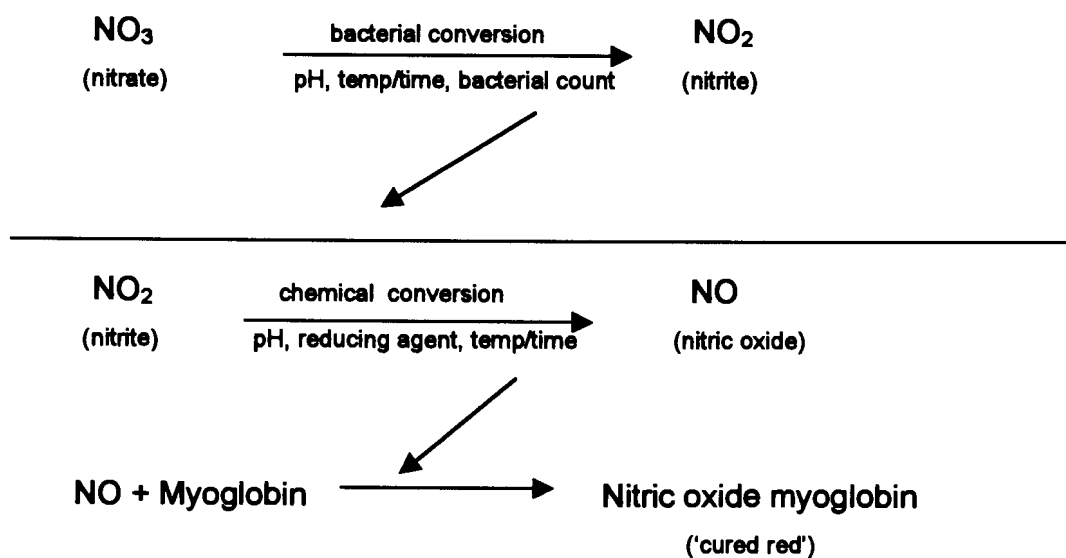 NO₃ bacterial conversion NO₂
(nitrate) pH, temp/time, bacterial count (nitrite)
NO₂ chemical conversion NO
(nitrite) pH, reducing agent, temp/time (nitric oxide)
NO + Myoglobin Nitric oxide myoglobin
('cured red')